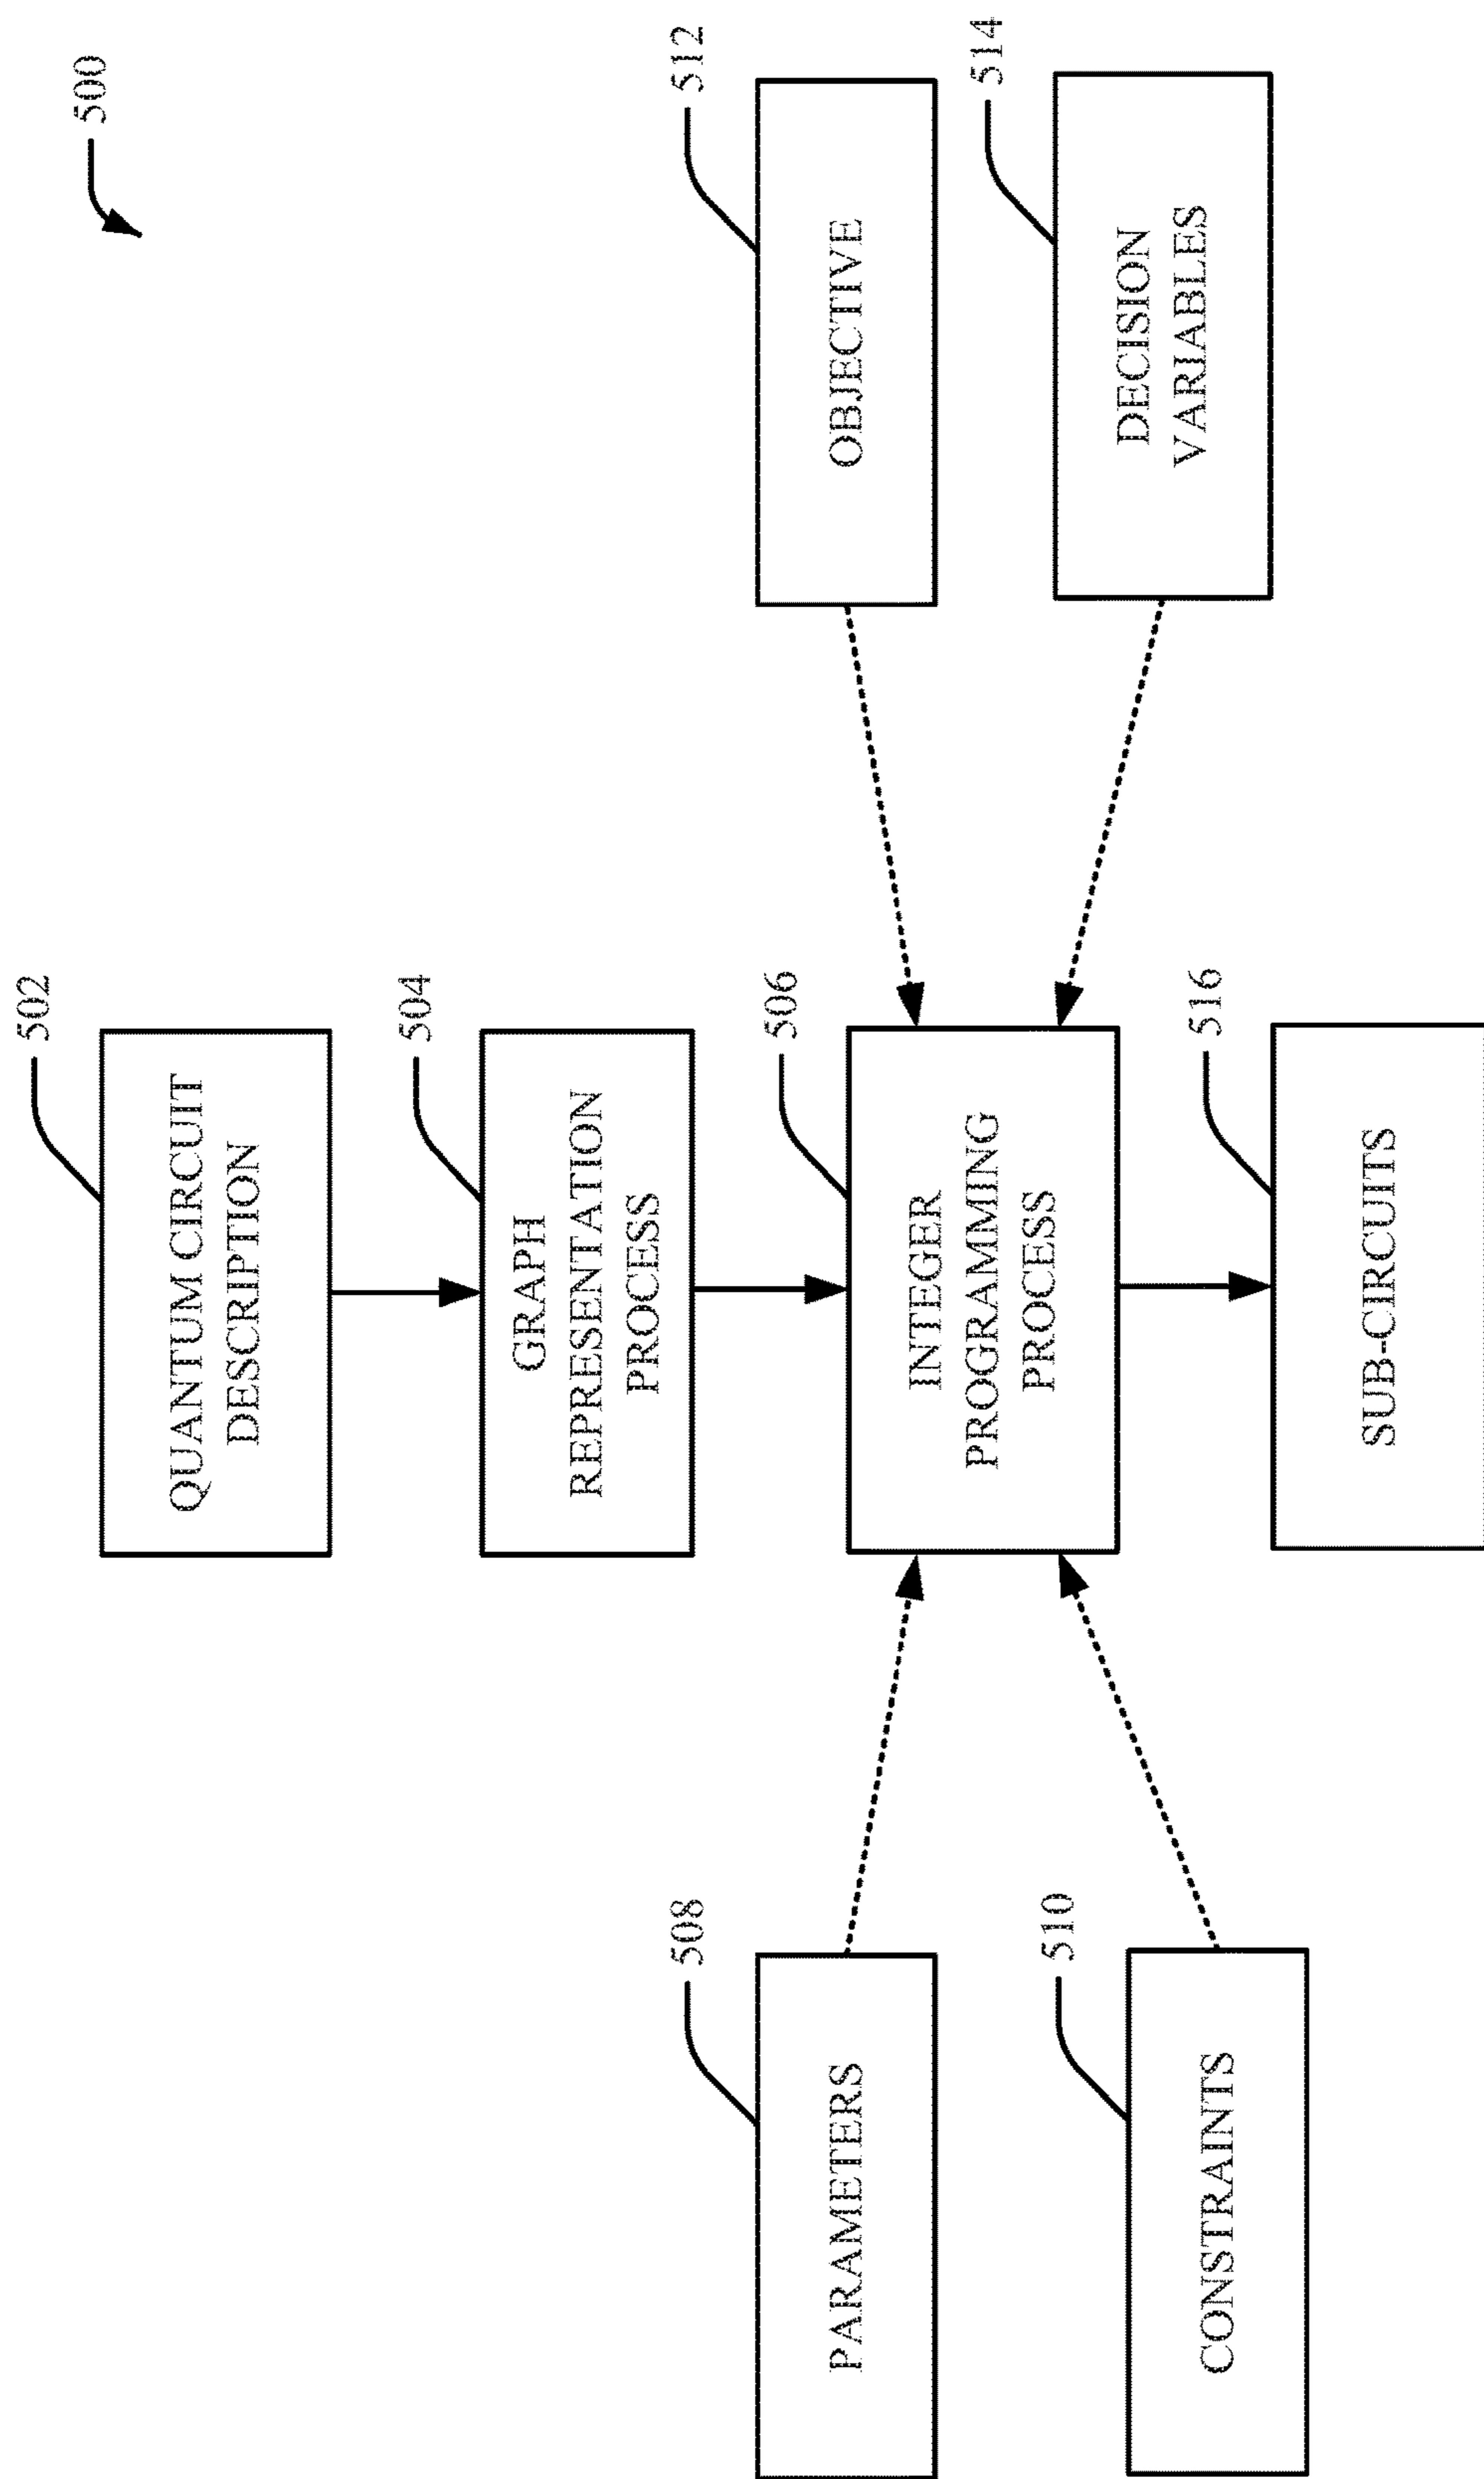 500
502
QUANTUM CIRCUIT
DESCRIPTION
504
GRAPH
REPRESENTATION
PROCESS
508
PARAMETERS
506
INTEGER
PROGRAMMING
PROCESS
512
OBJECTIVE
510
CONSTRAINTS
514
DECISION
VARIABLES
516
SUB-CIRCUITS